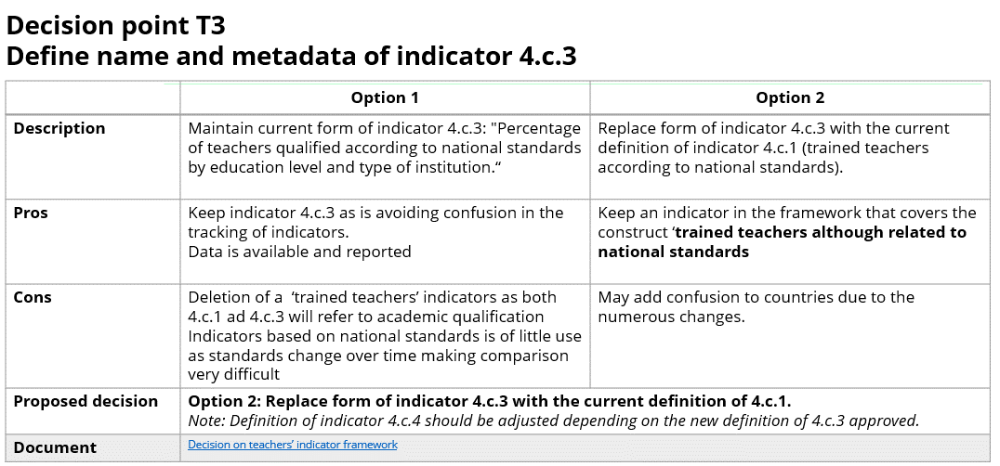 Decision point T3
Define name and metadata of indicator 4.c.3
Option 1
Option 2
Description
Maintain current form of indicator 4.c.3: "Percentage
of teachers qualified according to national standards
by education level and type of institution.“
Replace form of indicator 4.c.3 with the current
definition of indicator 4.c.1 (trained teachers
according to national standards).
Pros
Keep indicator 4.c.3 as is avoiding confusion in the
tracking of indicators.
Data is available and reported
Keep an indicator in the framework that covers the
construct ‘trained teachers although related to
national standards
Cons
Deletion of a  ‘trained teachers’ indicators as both
4.c.1 ad 4.c.3 will refer to academic qualification
Indicators based on national standards is of little use
as standards change over time making comparison
very difficult
May add confusion to countries due to the
numerous changes.
Proposed decision
Option 2: Replace form of indicator 4.c.3 with the current definition of 4.c.1.
Note: Definition of indicator 4.c.4 should be adjusted depending on the new definition of 4.c.3 approved.
Document
Decision on teachers’ indicator framework